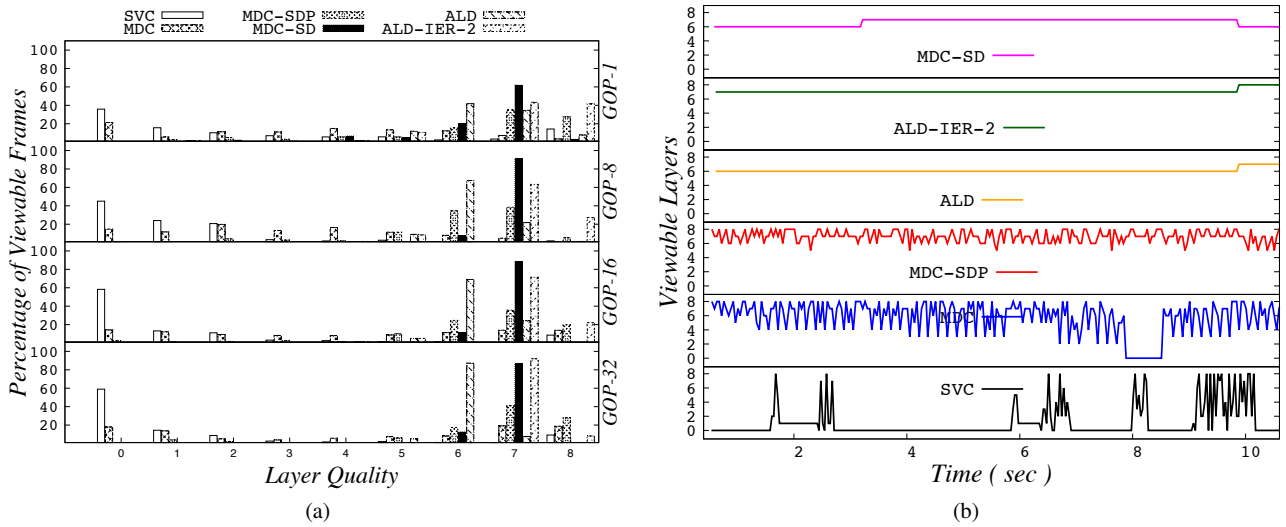 SVC MDC-SDP ALD
MDC MDC-SD ALD-IER-2
Percentage of Viewable Frames
100
80
60
40
20
GOP-1
100
80
60
40
20
GOP-8
100
80
60
40
20
GOP-16
100
80
60
40
20
GOP-32
0 1 2 3 4 5 6 7 8
Layer Quality
(a)
Viewable Layers
8
6
4
2
0
MDC-SD
8
6
4
2
0
ALD-IER-2
8
6
4
2
0
ALD
8
6
4
2
0
MDC-SDP
8
6
4
2
0
MDC
8
6
4
2
0
SVC
2 4 6 8 10
Time ( sec )
(b)